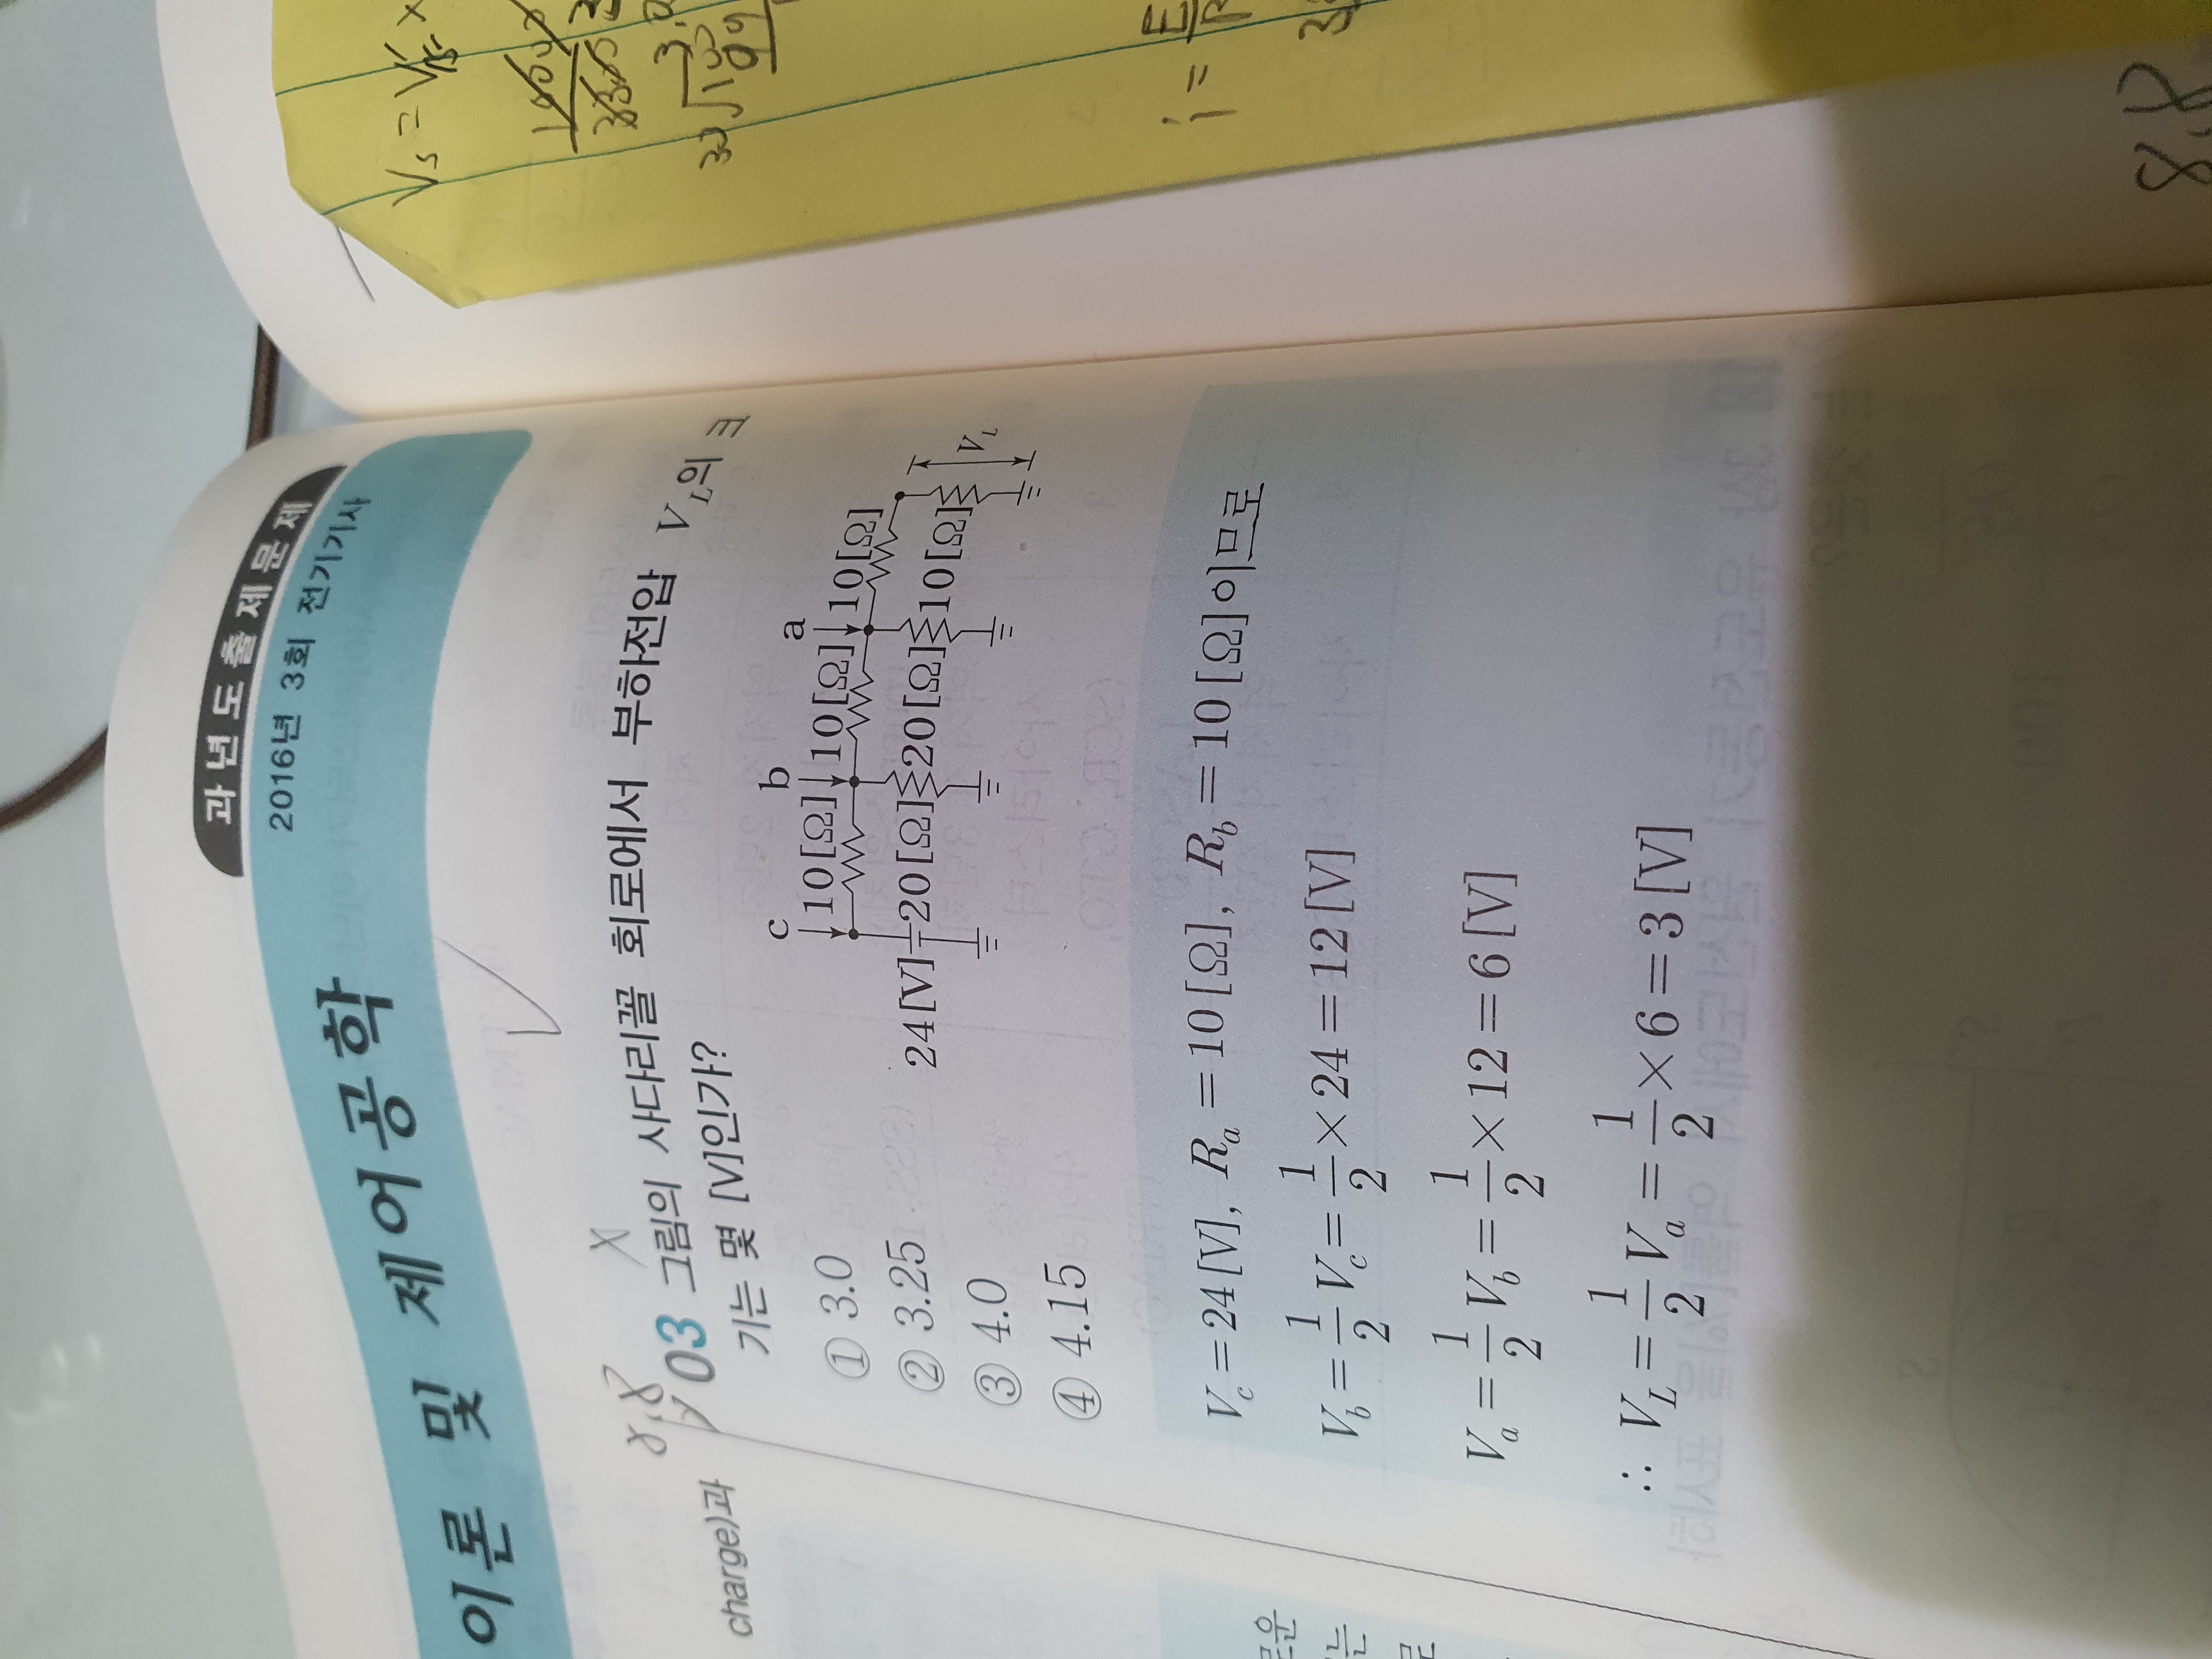 과년도출제문제
2016년 3회 전기기사
이론 및 제어공학
charge)과
03 그림의 사다리꼴 회로에서 부하전압 V_L의 크
기는 몇 [V]인가?
① 3.0
② 3.25
③ 4.0
④ 4.15
c b a
10[Ω] 10[Ω] 10[Ω]
24[V] 20[Ω] 20[Ω] 10[Ω] V_L
V_c = 24[V], R_a = 10[Ω], R_b = 10[Ω]이므로
V_b = 1/2 V_c = 1/2 × 24 = 12[V]
V_a = 1/2 V_b = 1/2 × 12 = 6[V]
∴ V_L = 1/2 V_a = 1/2 × 6 = 3[V]
8.8